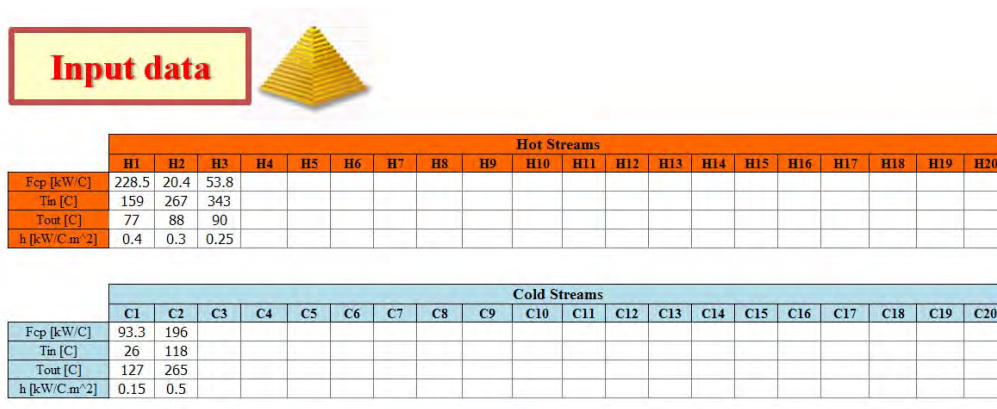 Input data
Hot Streams
H1 H2 H3 H4 H5 H6 H7 H8 H9 H10 H11 H12 H13 H14 H15 H16 H17 H18 H19 H20
Fcp [kW/C] 228.5 20.4 53.8
Tin [C] 159 267 343
Tout [C] 77 88 90
h [kW/C.m^2] 0.4 0.3 0.25
Cold Streams
C1 C2 C3 C4 C5 C6 C7 C8 C9 C10 C11 C12 C13 C14 C15 C16 C17 C18 C19 C20
Fcp [kW/C] 93.3 196
Tin [C] 26 118
Tout [C] 127 265
h [kW/C.m^2] 0.15 0.5